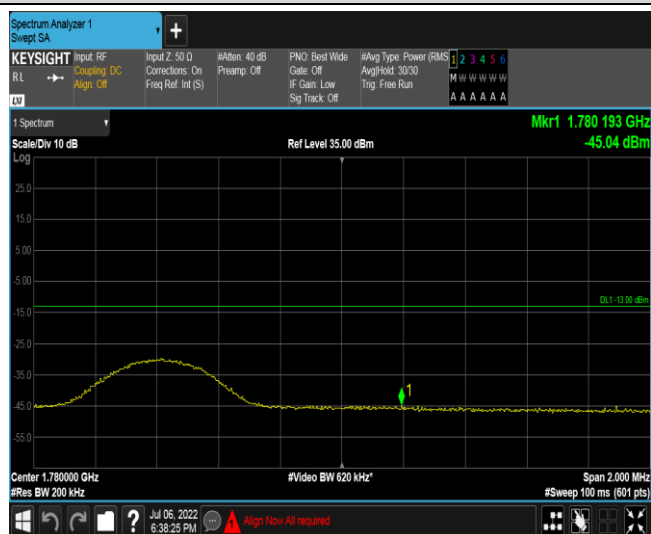 Spectrum Analyzer 1
Swept SA
+
KEYSIGHT Input: RF Input Z: 50 Ω #Atten: 40 dB PNO: Best Wide #Avg Type: Power (RMS 1 2 3 4 5 6
R L Coupling: DC Corrections: On Preamp: Off Gate: Off Avg|Hold: 30/30 M W W W W W
Align: Off Freq Ref: Int (S) IF Gain: Low Trig: Free Run
LXI Sig Track: Off A A A A A A
1 Spectrum Mkr1 1.780 193 GHz
Scale/Div 10 dB Ref Level 35.00 dBm -45.04 dBm
Log
25.0
15.0
5.00
-5.00
DL1 -13.00 dBm
-15.0
-25.0
-35.0
1
-45.0
-55.0
Center 1.780000 GHz #Video BW 620 kHz* Span 2.000 MHz
#Res BW 200 kHz #Sweep 100 ms (601 pts)
? Jul 06, 2022 Align Now All required
6:38:25 PM